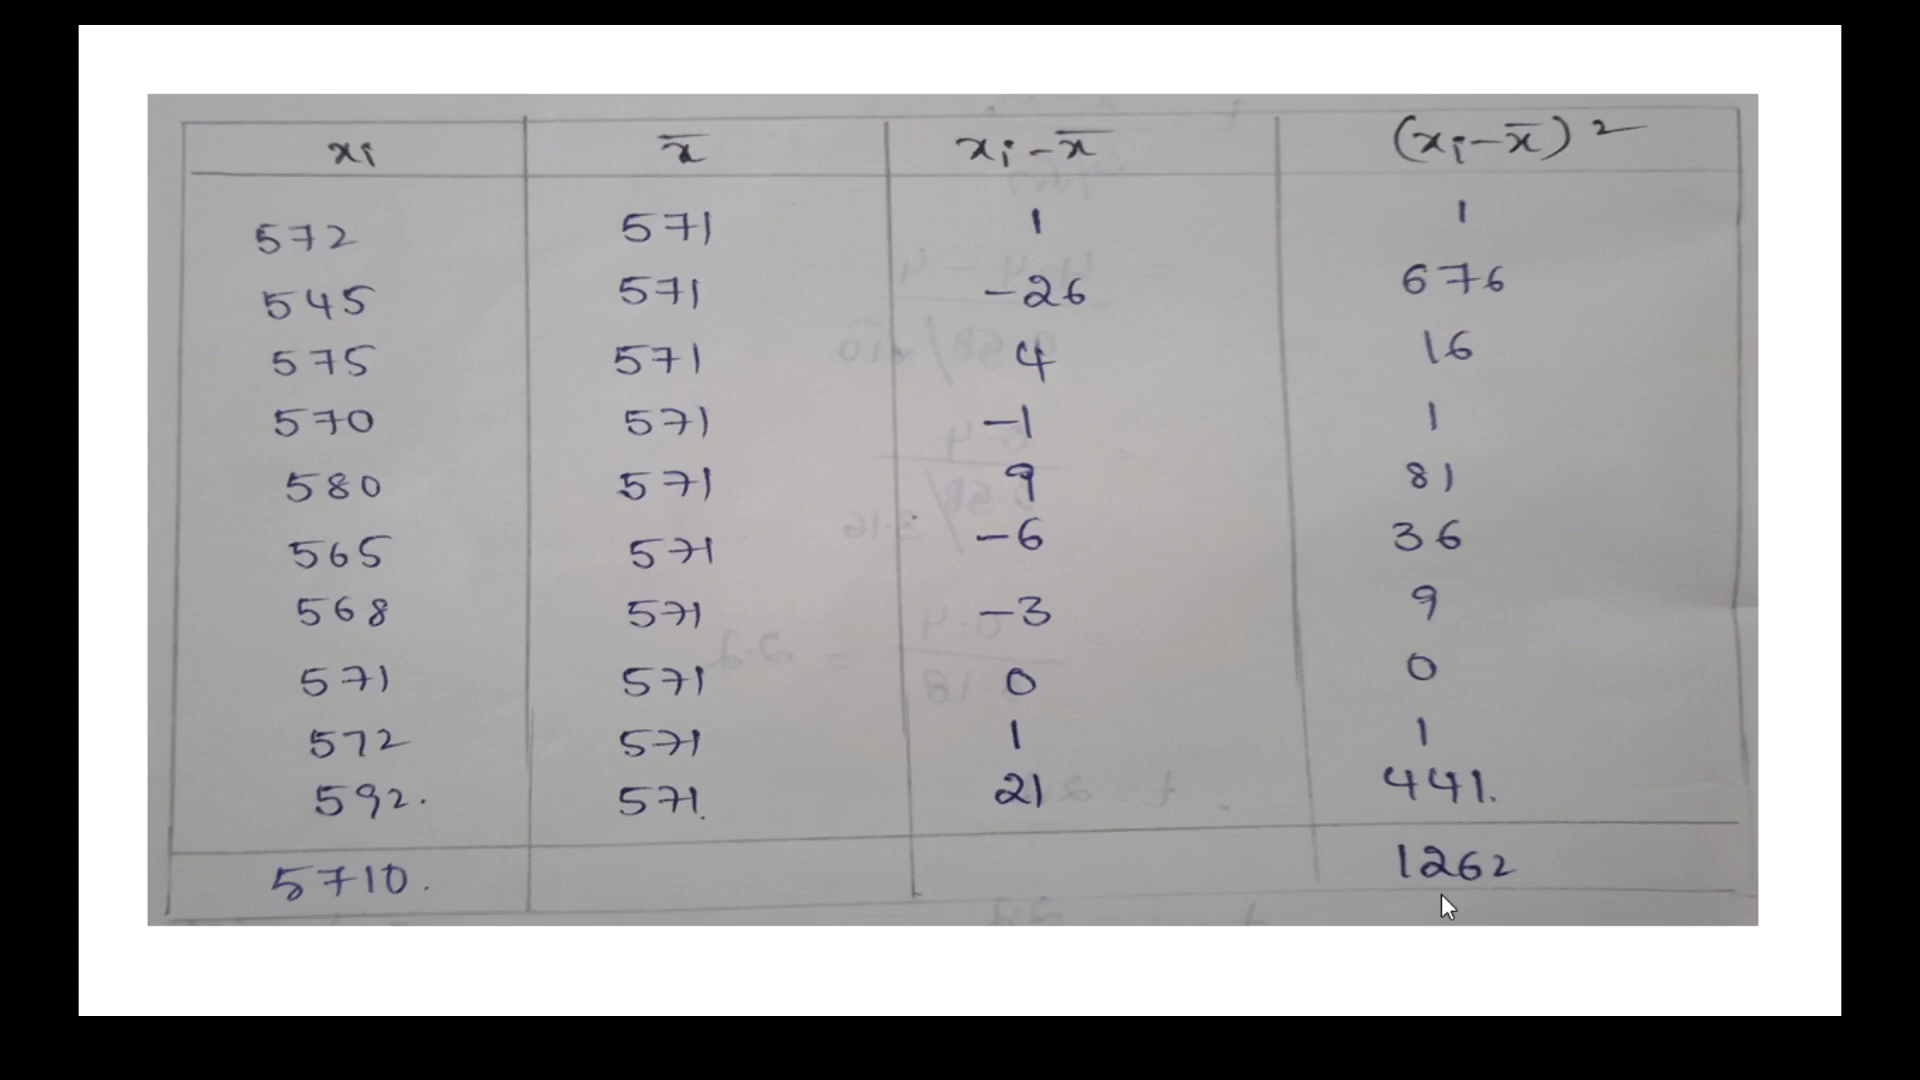 xi x̄ xi-x̄ (xi-x̄)²
572 571 1 1
545 571 -26 676
575 571 4 16
570 571 -1 1
580 571 9 81
565 571 -6 36
568 571 -3 9
571 571 0 0
572 571 1 1
592. 571. 21 441.
5710. 1262